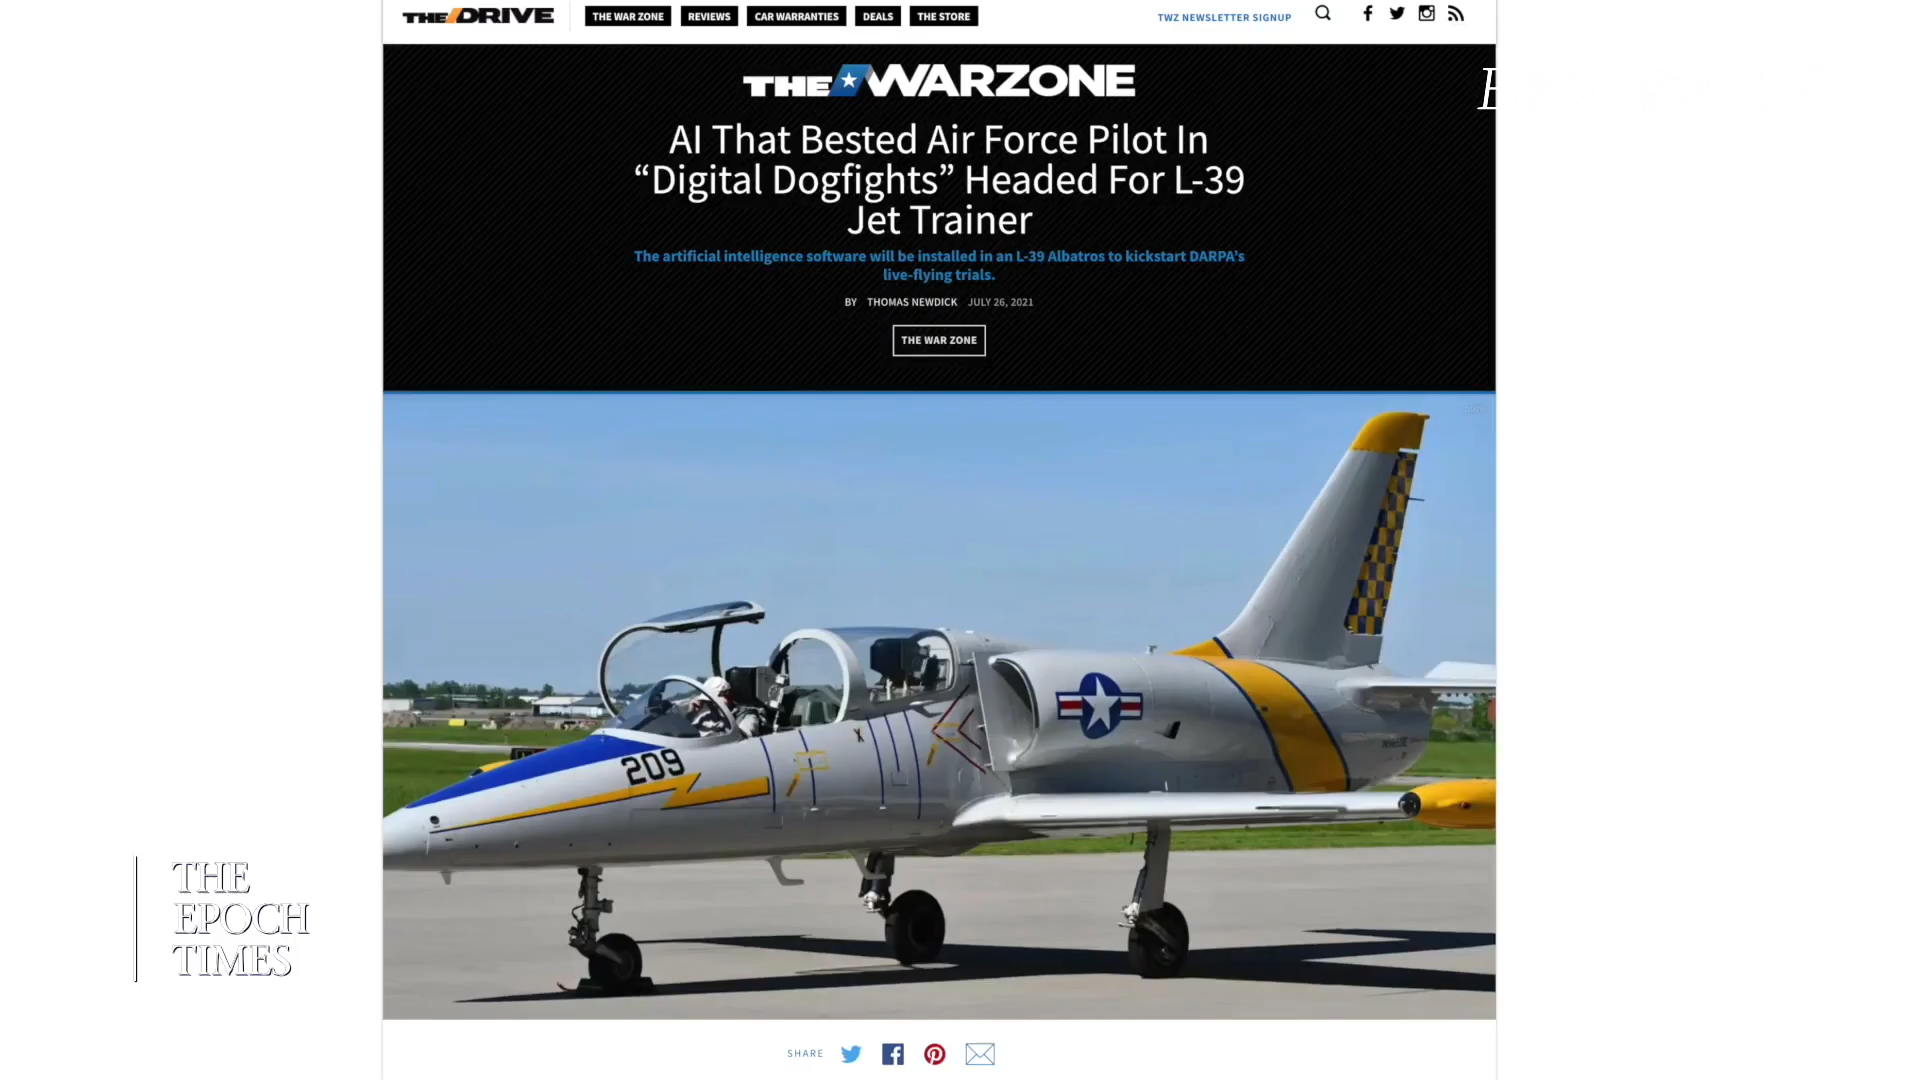 THE DRIVE
THE WAR ZONE
REVIEWS
CAR WARRANTIES
DEALS
THE STORE
TWZ NEWSLETTER SIGNUP
THE WARZONE
AI That Bested Air Force Pilot In
“Digital Dogfights” Headed For L-39
Jet Trainer
The artificial intelligence software will be installed in an L-39 Albatros to kickstart DARPA’s
live-flying trials.
BY THOMAS NEWDICK JULY 26, 2021
THE WAR ZONE
209
THE
EPOCH
TIMES
SHARE